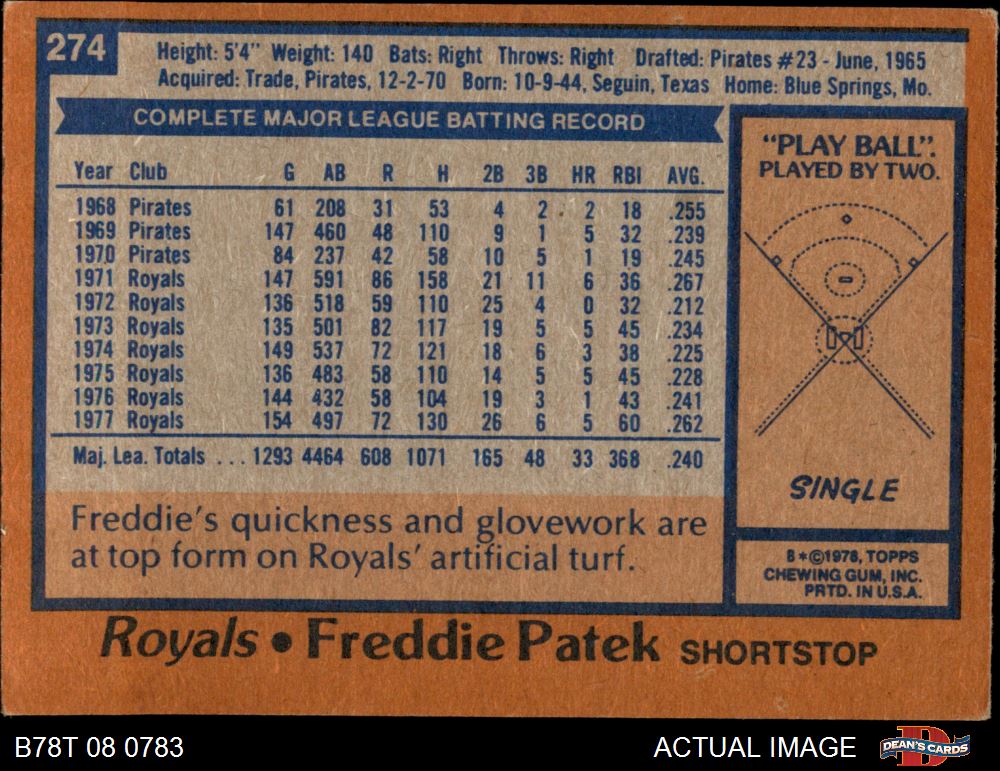 274
Height: 5'4" Weight: 140 Bats: Right Throws: Right Drafted: Pirates #23 - June, 1965
Acquired: Trade, Pirates, 12-2-70 Born: 10-9-44, Seguin, Texas Home: Blue Springs, Mo.
COMPLETE MAJOR LEAGUE BATTING RECORD
Year Club G AB R H 2B 3B HR RBI AVG.
1968 Pirates 61 208 31 53 4 2 2 18 .255
1969 Pirates 147 460 48 110 9 1 5 32 .239
1970 Pirates 84 237 42 58 10 5 1 19 .245
1971 Royals 147 591 86 158 21 11 6 36 .267
1972 Royals 136 518 59 110 25 4 0 32 .212
1973 Royals 135 501 82 117 19 5 5 45 .234
1974 Royals 149 537 72 121 18 6 3 38 .225
1975 Royals 136 483 58 110 14 5 5 45 .228
1976 Royals 144 432 58 104 19 3 1 43 .241
1977 Royals 154 497 72 130 26 6 5 60 .262
Maj. Lea. Totals ... 1293 4464 608 1071 165 48 33 368 .240
Freddie's quickness and glovework are
at top form on Royals' artificial turf.
"PLAY BALL".
PLAYED BY TWO.
SINGLE
8*©1978, TOPPS
CHEWING GUM, INC.
PRTD. IN U.S.A.
Royals • Freddie Patek SHORTSTOP
B78T 08 0783
ACTUAL IMAGE
DEAN'S CARDS